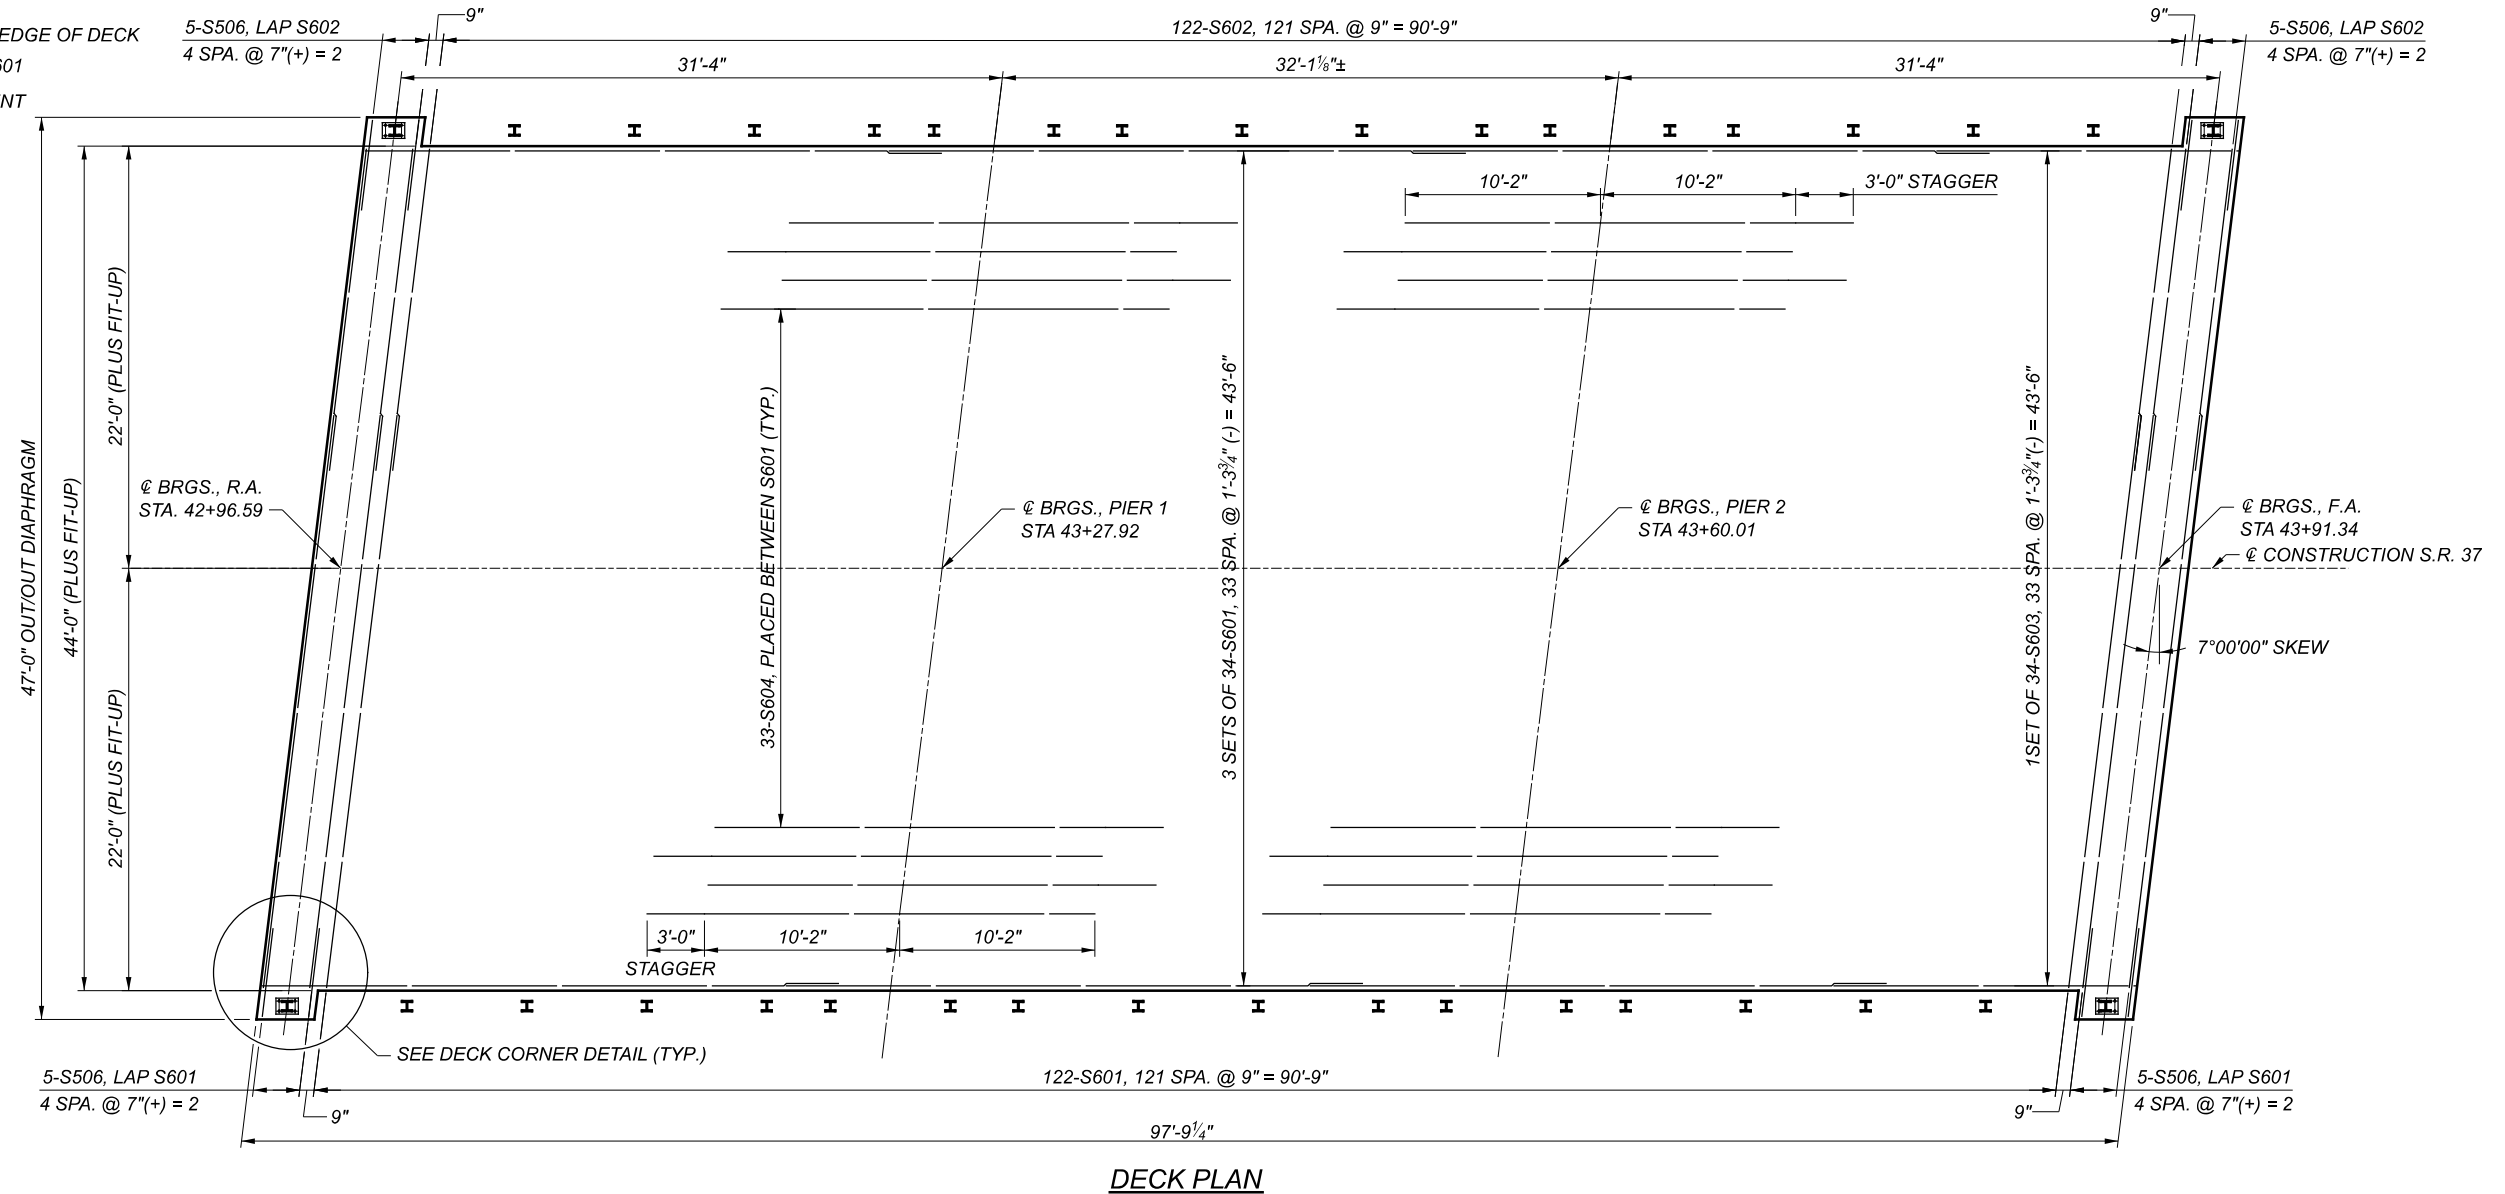 EDGE OF DECK
601
NT
5-S506, LAP S602
4 SPA. @ 7"(+) = 2
9"
122-S602, 121 SPA. @ 9" = 90'-9"
9"
5-S506, LAP S602
4 SPA. @ 7"(+) = 2
31'-4"
32'-1⅛"±
31'-4"
10'-2"
10'-2"
3'-0" STAGGER
47'-0" OUT/OUT DIAPHRAGM
44'-0" (PLUS FIT-UP)
22'-0" (PLUS FIT-UP)
22'-0" (PLUS FIT-UP)
℄ BRGS., R.A.
STA. 42+96.59
33-S604, PLACED BETWEEN S601 (TYP.)
℄ BRGS., PIER 1
STA 43+27.92
3 SETS OF 34-S601, 33 SPA. @ 1'-3¾" (-) = 43'-6"
℄ BRGS., PIER 2
STA 43+60.01
1SET OF 34-S603, 33 SPA. @ 1'-3¾"(-) = 43'-6"
℄ BRGS., F.A.
STA 43+91.34
℄ CONSTRUCTION S.R. 37
7°00'00" SKEW
3'-0"
10'-2"
10'-2"
STAGGER
SEE DECK CORNER DETAIL (TYP.)
5-S506, LAP S601
4 SPA. @ 7"(+) = 2
9"
122-S601, 121 SPA. @ 9" = 90'-9"
9"
5-S506, LAP S601
4 SPA. @ 7"(+) = 2
97'-9¼"
DECK PLAN